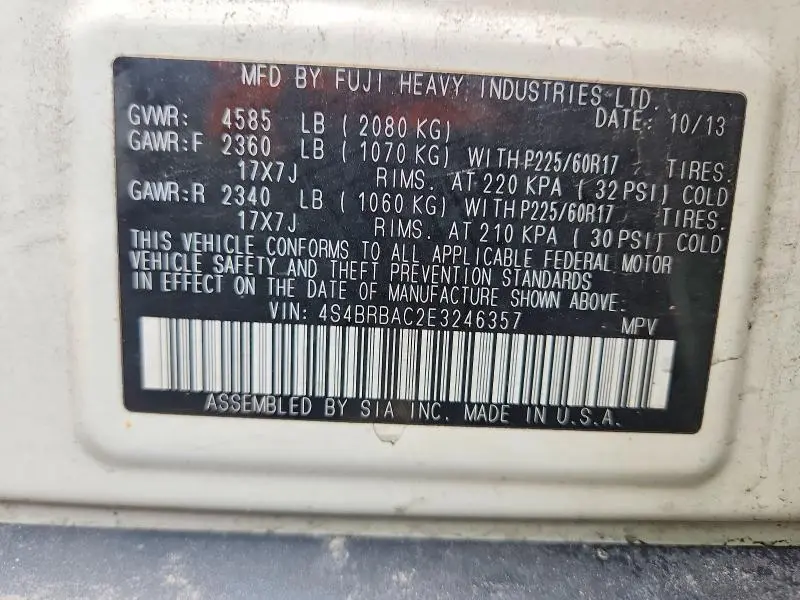 MFD BY FUJI HEAVY INDUSTRIES LTD.
GVWR: 4585 LB ( 2080 KG) DATE: 10/13
GAWR:F 2360 LB ( 1070 KG) WITH P225/60R17 TIRES.
17X7J RIMS. AT 220 KPA ( 32 PSI) COLD
GAWR:R 2340 LB ( 1060 KG) WITH P225/60R17 TIRES.
17X7J RIMS. AT 210 KPA ( 30 PSI) COLD
THIS VEHICLE CONFORMS TO ALL APPLICABLE FEDERAL MOTOR
VEHICLE SAFETY AND THEFT PREVENTION STANDARDS
IN EFFECT ON THE DATE OF MANUFACTURE SHOWN ABOVE.
VIN: 4S4BRBAC2E3246357 MPV
ASSEMBLED BY SIA INC. MADE IN U.S.A.